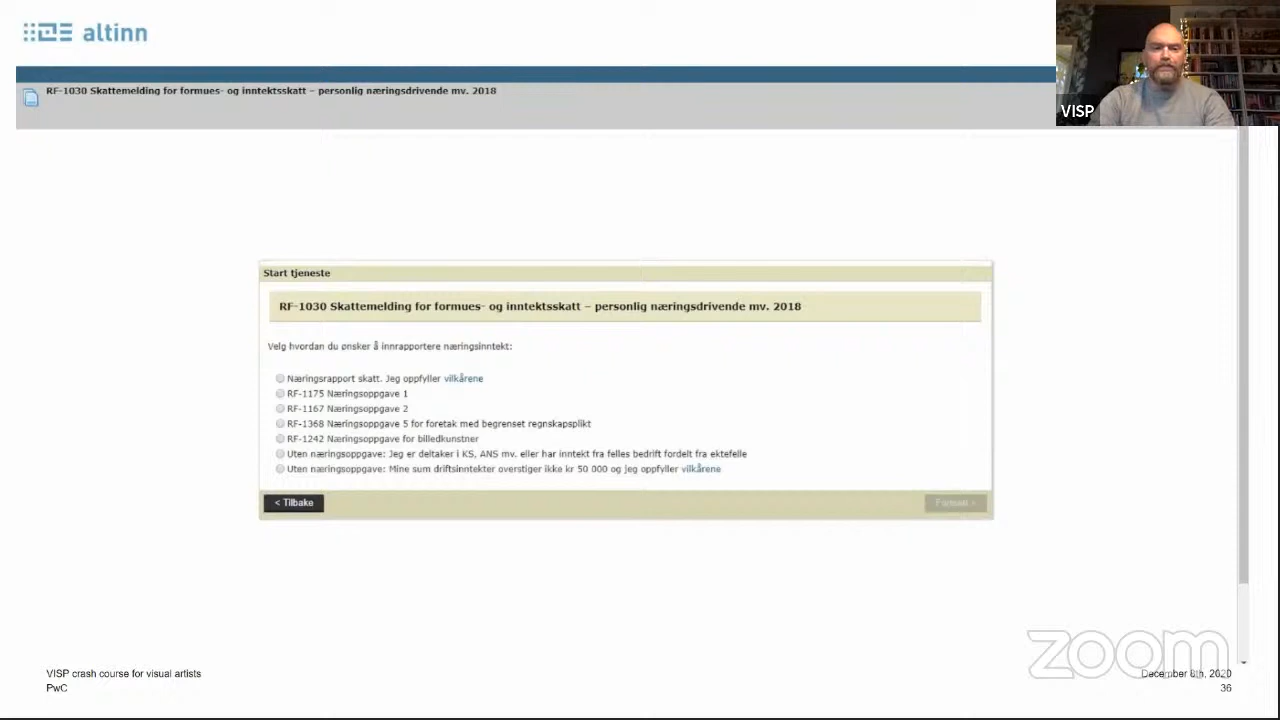 altinn
RF-1030 Skattemelding for formues- og inntektsskatt – personlig næringsdrivende mv. 2018
VISP
Start tjeneste
RF-1030 Skattemelding for formues- og inntektsskatt – personlig næringsdrivende mv. 2018
Velg hvordan du ønsker å innrapportere næringsinntekt:
Næringsrapport skatt. Jeg oppfyller vilkårene
RF-1175 Næringsoppgave 1
RF-1167 Næringsoppgave 2
RF-1368 Næringsoppgave 5 for foretak med begrenset regnskapsplikt
RF-1242 Næringsoppgave for billedkunstner
Uten næringsoppgave: Jeg er deltaker i KS, ANS mv. eller har inntekt fra felles bedrift fordelt fra ektefelle
Uten næringsoppgave: Mine sum driftsinntekter overstiger ikke kr 50 000 og jeg oppfyller vilkårene
< Tilbake
zoom
VISP crash course for visual artists
December 8th, 2020
PwC
36